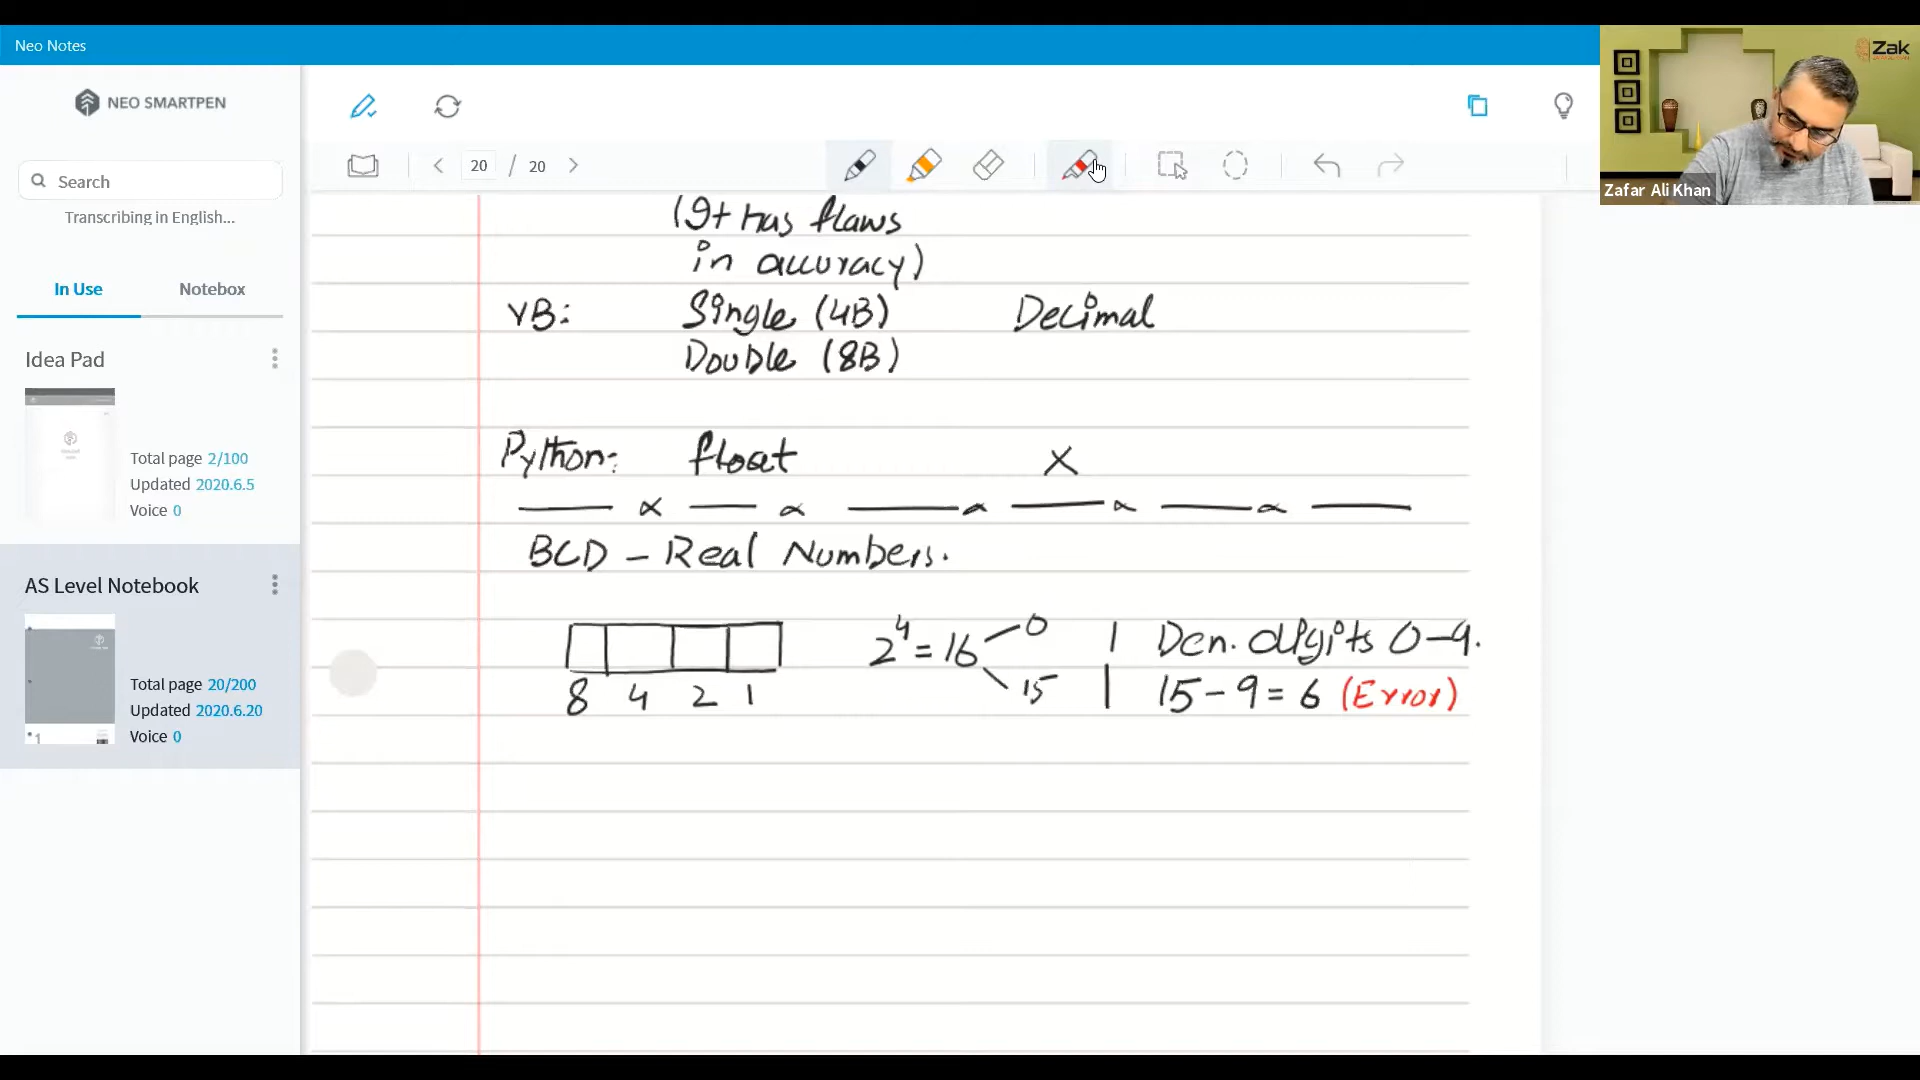 Neo Notes
NEO SMARTPEN
Search
Transcribing in English...
In Use
Notebox
Idea Pad
Total page 2/100
Updated 2020.6.5
Voice 0
AS Level Notebook
Total page 20/200
Updated 2020.6.20
Voice 0
20 / 20
Zak
Zafar Ali Khan
(It has flaws
in accuracy)
VB: Single (4B) Decimal
Double (8B)
Python: float X
BCD - Real Numbers.
2⁴ = 16 0 | Den. digits 0-9.
8 4 2 1 15 | 15 - 9 = 6 (Error)